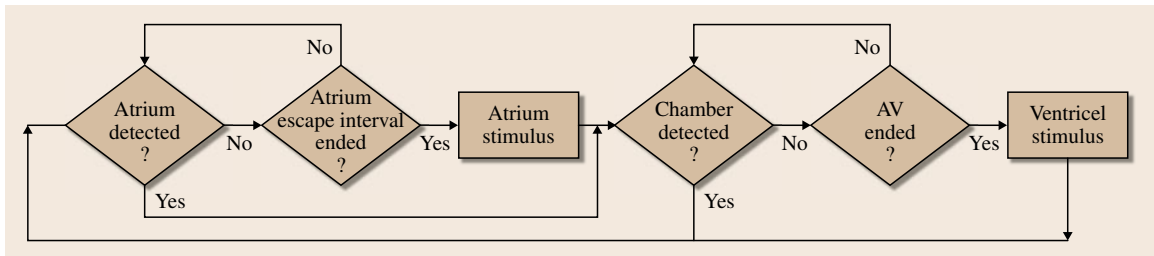 No
Atrium
detected
?
No
Yes
Atrium
escape interval
ended
?
Yes
Atrium
stimulus
No
Chamber
detected
?
No
Yes
AV
ended
?
Yes
Ventricel
stimulus